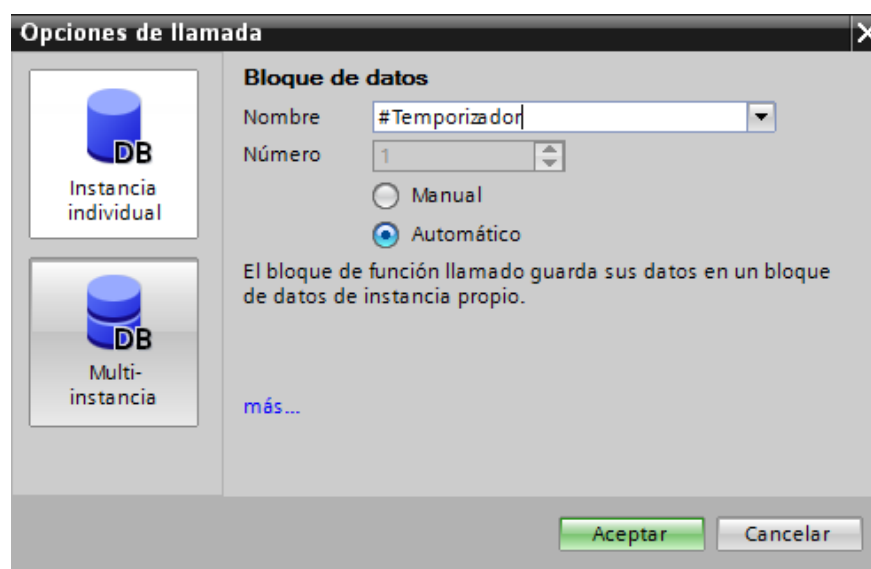 Opciones de llamada
DB
Instancia
individual
DB
Multi-
instancia
Bloque de datos
Nombre #Temporizador
Número 1
Manual
Automático
El bloque de función llamado guarda sus datos en un bloque
de datos de instancia propio.
más...
Aceptar Cancelar